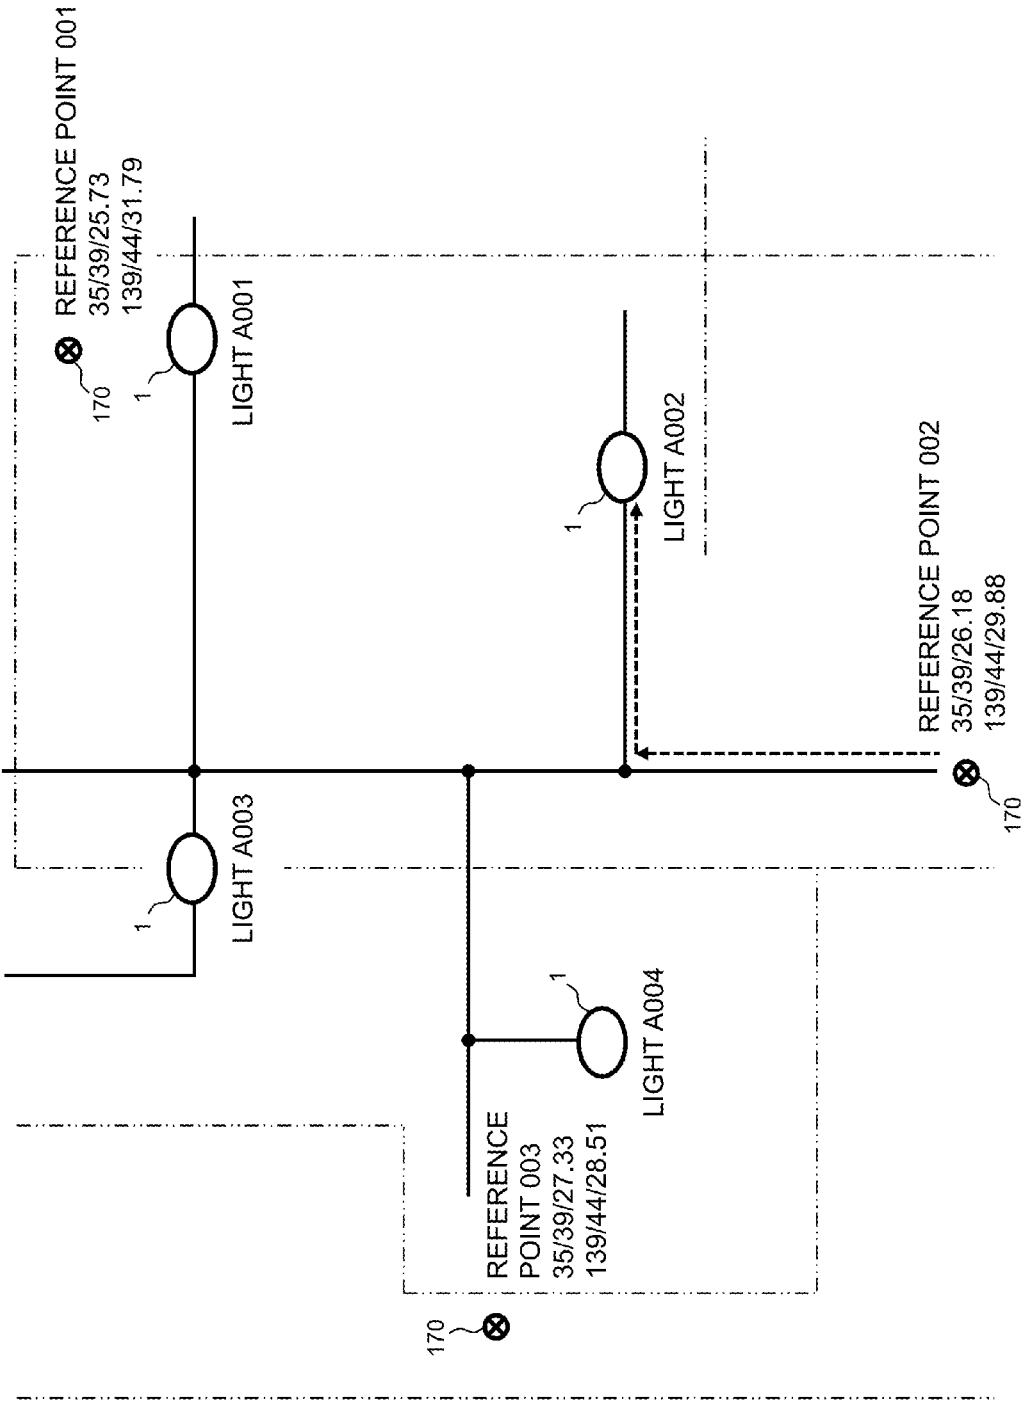 REFERENCE POINT 001
35/39/25.73
139/44/31.79
170
1
LIGHT A001
1
LIGHT A002
REFERENCE POINT 002
35/39/26.18
139/44/29.88
170
1
LIGHT A003
1
LIGHT A004
REFERENCE
POINT 003
35/39/27.33
139/44/28.51
170